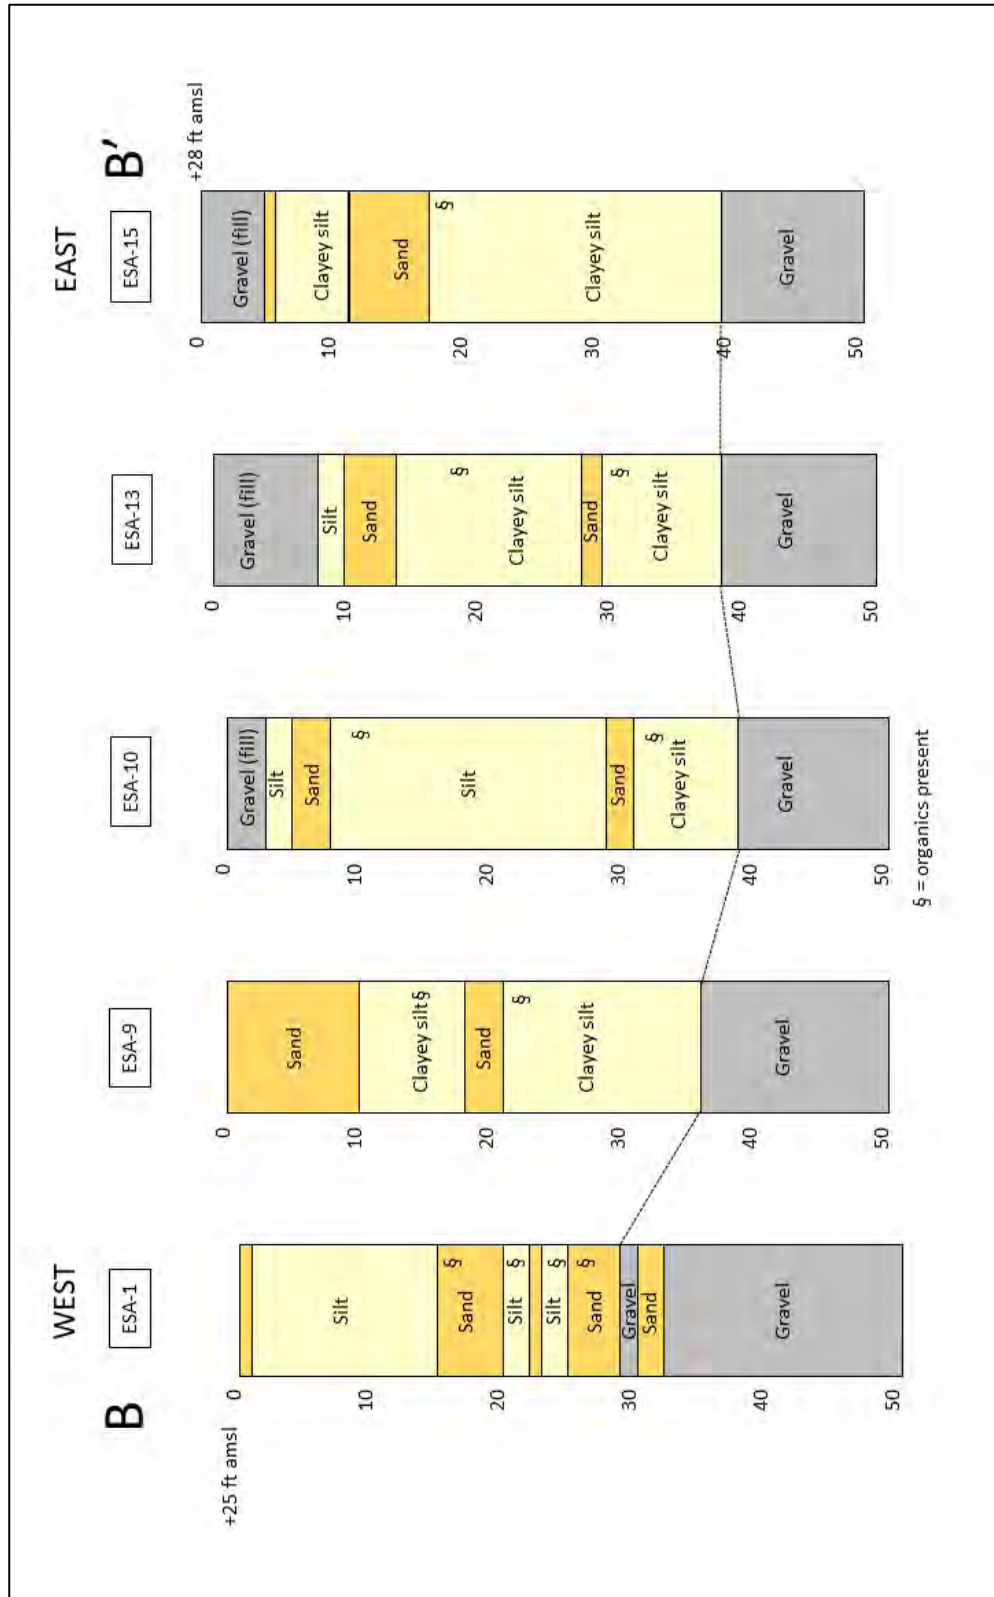 WEST
EAST
B
B′
ESA-1
ESA-9
ESA-10
ESA-13
ESA-15
+25 ft amsl
+28 ft amsl
0
10
20
30
40
50
Silt
Sand
§
Silt
§
Silt
§
Sand
§
Gravel
Sand
Gravel
0
10
20
30
40
50
Sand
Clayey silt
§
Sand
§
Clayey silt
Gravel
0
10
20
30
40
50
Gravel (fill)
Silt
Sand
§
Silt
Sand
§
Clayey silt
Gravel
0
10
20
30
40
50
Gravel (fill)
Silt
Sand
§
Clayey silt
Sand
§
Clayey silt
Gravel
0
10
20
30
40
50
Gravel (fill)
Clayey silt
Sand
§
Clayey silt
Gravel
§ = organics present